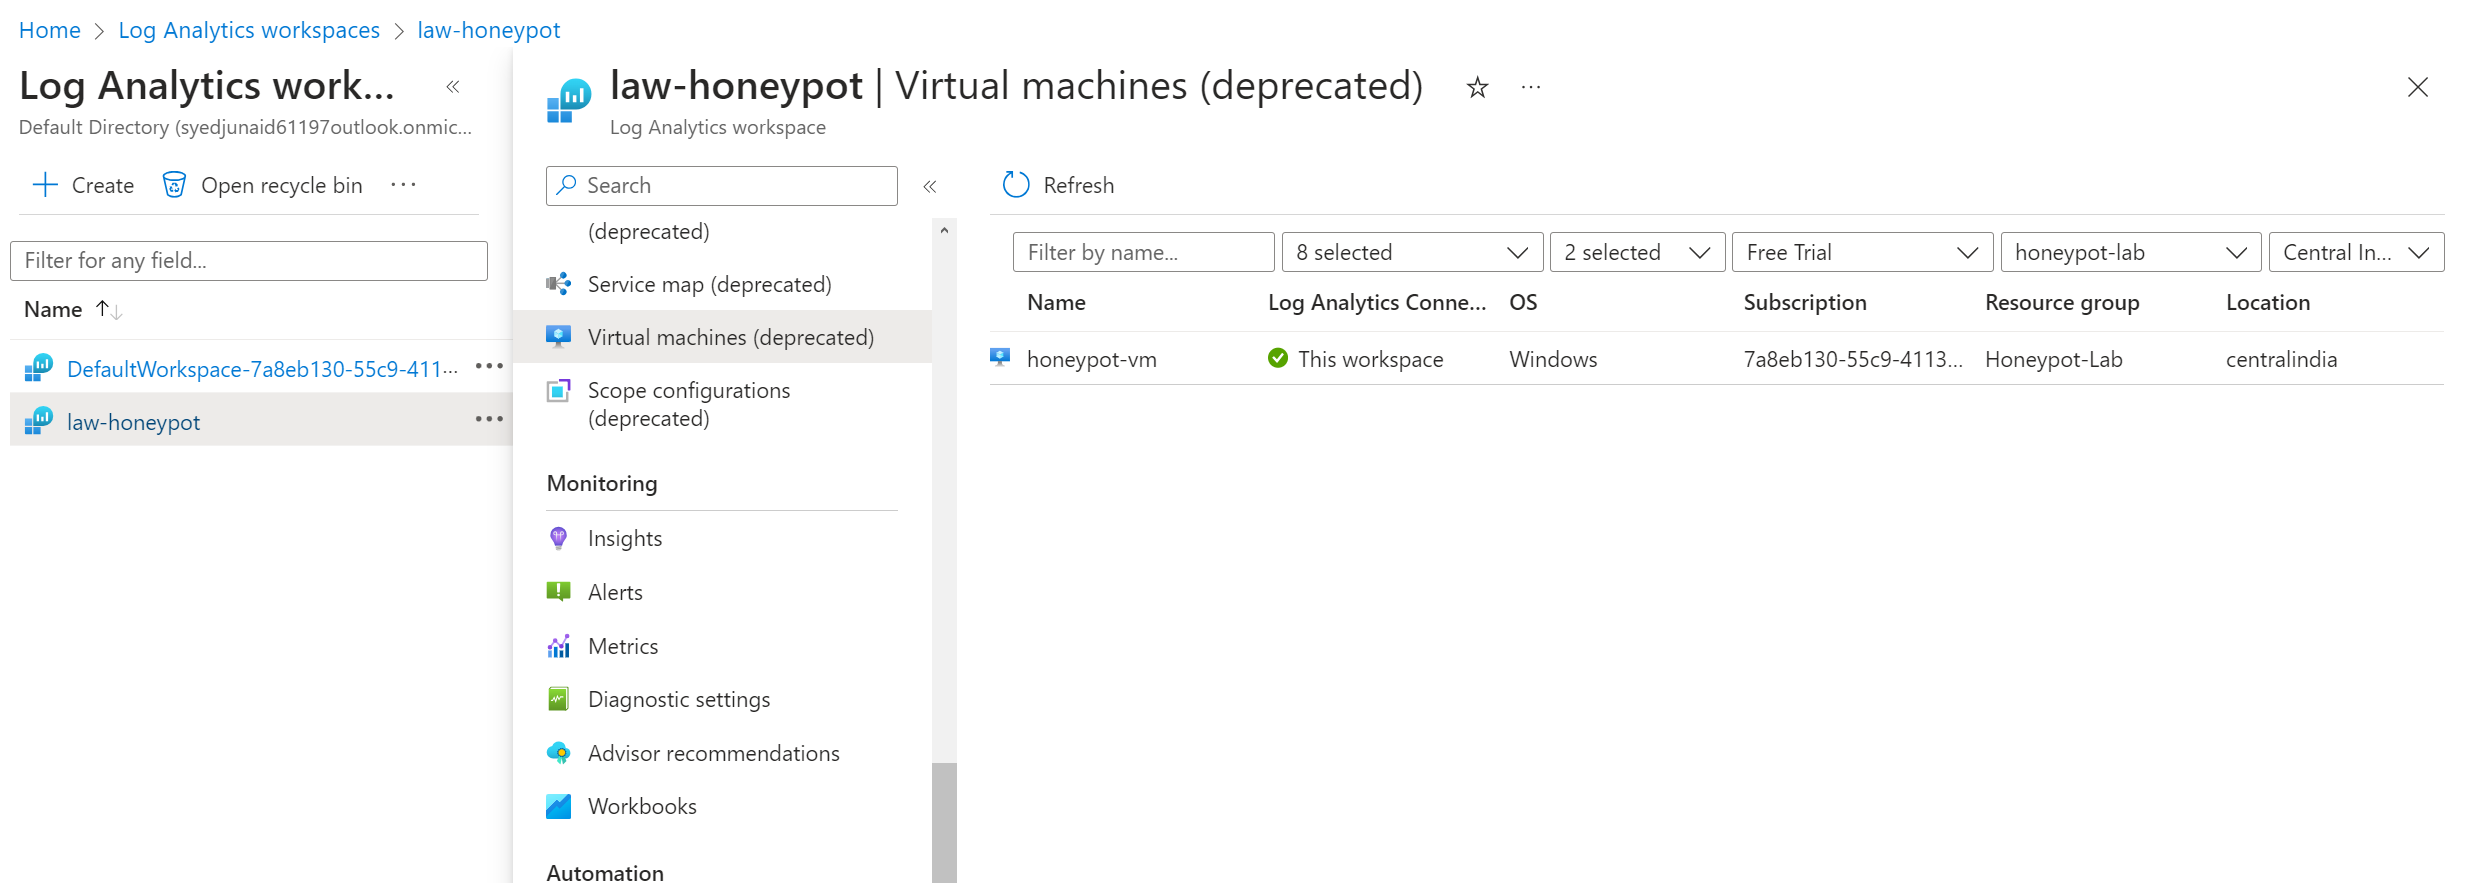 Home > Log Analytics workspaces > law-honeypot
Log Analytics work...
Default Directory (syedjunaid61197outlook.onmic...
Create Open recycle bin ...
Filter for any field...
Name
DefaultWorkspace-7a8eb130-55c9-411...
law-honeypot
law-honeypot | Virtual machines (deprecated)
Log Analytics workspace
Search
(deprecated)
Service map (deprecated)
Virtual machines (deprecated)
Scope configurations
(deprecated)
Monitoring
Insights
Alerts
Metrics
Diagnostic settings
Advisor recommendations
Workbooks
Automation
Refresh
Filter by name... 8 selected 2 selected Free Trial honeypot-lab Central In...
Name Log Analytics Conne... OS Subscription Resource group Location
honeypot-vm This workspace Windows 7a8eb130-55c9-4113... Honeypot-Lab centralindia